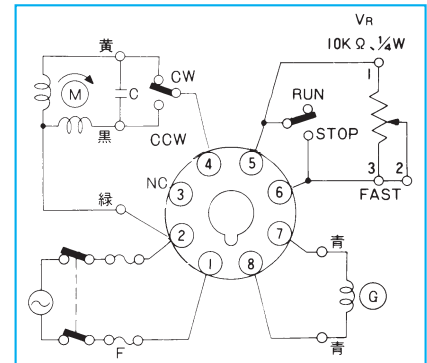 VR
10K Ω、1/4W
黄
1
M
C
CW
CCW
RUN
STOP
黒
3
2
FAST
4
5
NC
3
6
緑
2
7
青
1
8
G
青
F